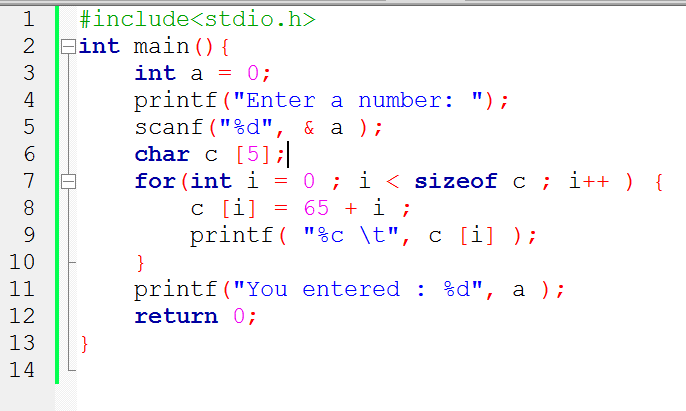 1 #include<stdio.h>
2 int main(){
3 int a = 0;
4 printf("Enter a number: ");
5 scanf("%d", & a );
6 char c [5];
7 for(int i = 0 ; i < sizeof c ; i++ ) {
8 c [i] = 65 + i ;
9 printf( "%c \t", c [i] );
10 }
11 printf("You entered : %d", a );
12 return 0;
13 }
14